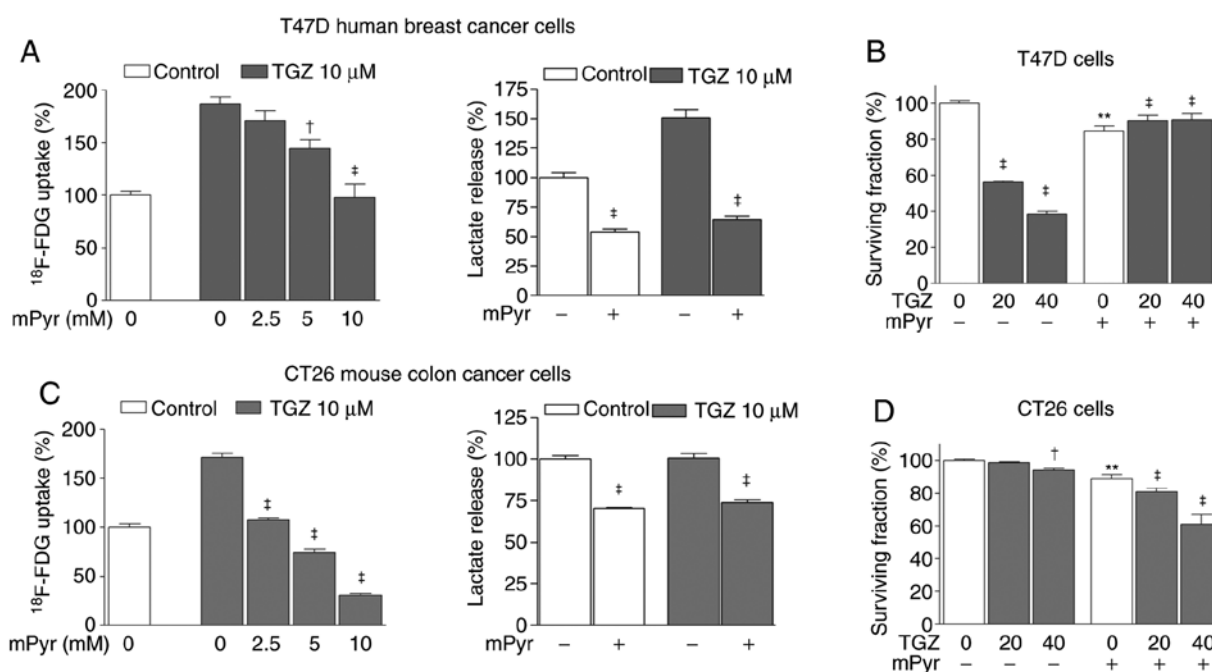 T47D human breast cancer cells
A
Control TGZ 10 µM
¹⁸F-FDG uptake (%)
200
150
100
50
0
†
‡
mPyr (mM) 0 0 2.5 5 10
Control TGZ 10 µM
Lactate release (%)
175
150
125
100
75
50
25
0
‡ ‡
mPyr – + – +
B
T47D cells
Surviving fraction (%)
100
80
60
40
20
0
‡ ‡ ** ‡ ‡
TGZ 0 20 40 0 20 40
mPyr – – – + + +
CT26 mouse colon cancer cells
C
Control TGZ 10 µM
¹⁸F-FDG uptake (%)
200
150
100
50
0
‡ ‡ ‡
mPyr (mM) 0 0 2.5 5 10
Control TGZ 10 µM
Lactate release (%)
125
100
75
50
25
0
‡ ‡
mPyr – + – +
D
CT26 cells
Surviving fraction (%)
100
80
60
40
20
0
† ** ‡ ‡
TGZ 0 20 40 0 20 40
mPyr – – – + + +